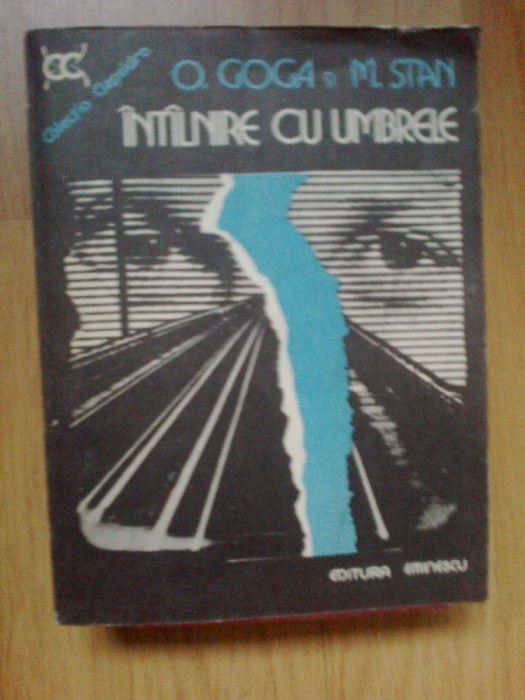 CC
Colecția Clepsidra
O. GOGA și M. STAN
ÎNTÎLNIRE CU UMBRELE
EDITURA EMINESCU